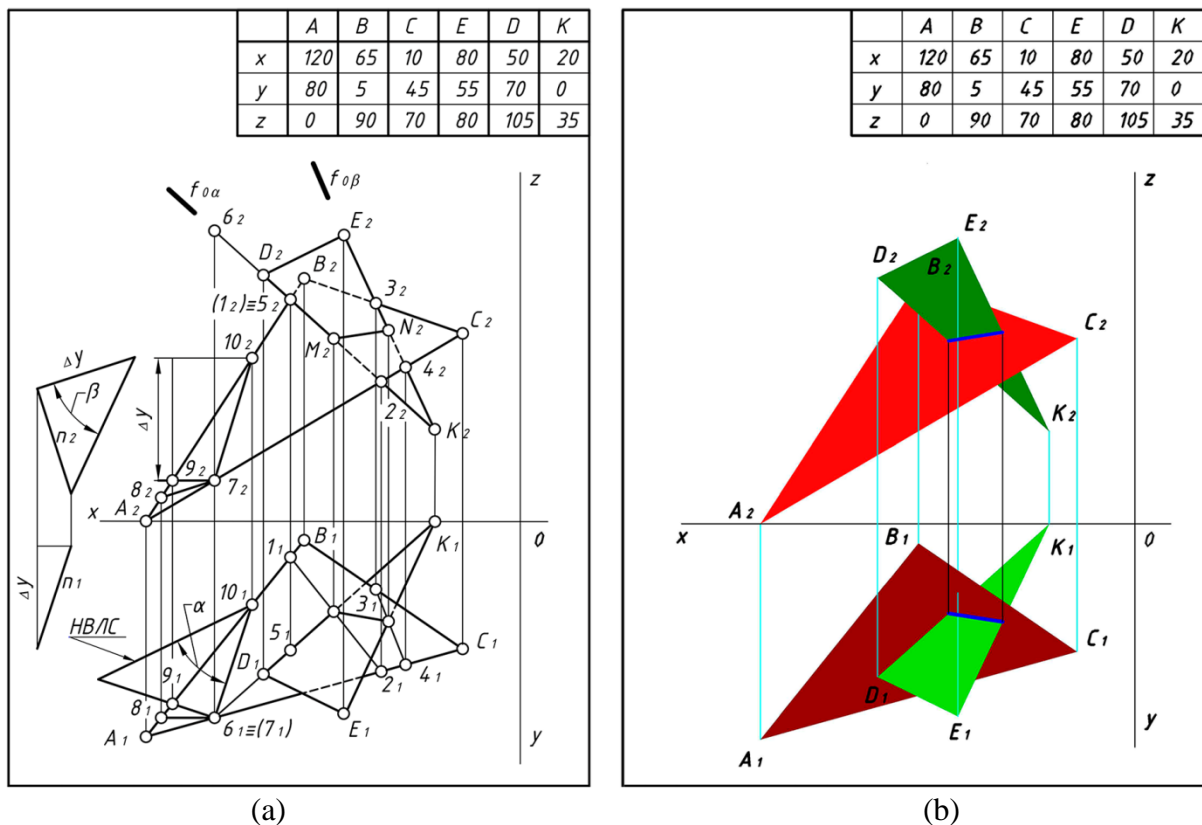 A B C E D K
x 120 65 10 80 50 20
y 80 5 45 55 70 0
z 0 90 70 80 105 35
f₀α
f₀β
z
6₂
E₂
D₂
B₂
(1₂)≡5₂
3₂
C₂
N₂
M₂
10₂
Δy
β
4₂
2₂
n₂
Δy
K₂
9₂
8₂
7₂
A₂
x
0
B₁
K₁
1₁
Δy
n₁
10₁
3₁
α
НВЛС
5₁
C₁
D₁
4₁
2₁
9₁
8₁
6₁≡(7₁)
E₁
A₁
y
(a)
A B C E D K
x 120 65 10 80 50 20
y 80 5 45 55 70 0
z 0 90 70 80 105 35
z
E₂
D₂
B₂
C₂
K₂
A₂
x
B₁
K₁
0
C₁
D₁
E₁
A₁
y
(b)